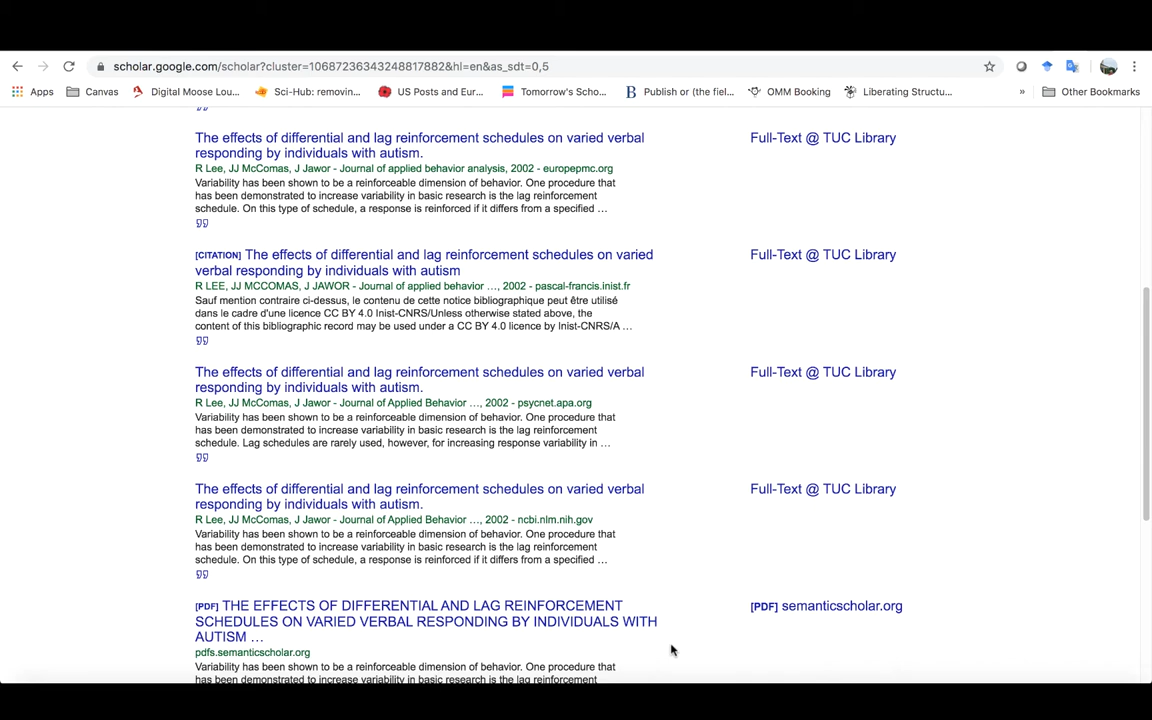 scholar.google.com/scholar?cluster=10687236343248817882&hl=en&as_sdt=0,5
Apps Canvas Digital Moose Lou... Sci-Hub: removin... US Posts and Eur... Tomorrow's Scho... B Publish or (the fiel... OMM Booking Liberating Structu... » Other Bookmarks
The effects of differential and lag reinforcement schedules on varied verbal Full-Text @ TUC Library
responding by individuals with autism.
R Lee, JJ McComas, J Jawor - Journal of applied behavior analysis, 2002 - europepmc.org
Variability has been shown to be a reinforceable dimension of behavior. One procedure that
has been demonstrated to increase variability in basic research is the lag reinforcement
schedule. On this type of schedule, a response is reinforced if it differs from a specified ...
[CITATION] The effects of differential and lag reinforcement schedules on varied Full-Text @ TUC Library
verbal responding by individuals with autism
R LEE, JJ MCCOMAS, J JAWOR - Journal of applied behavior ..., 2002 - pascal-francis.inist.fr
Sauf mention contraire ci-dessus, le contenu de cette notice bibliographique peut être utilisé
dans le cadre d'une licence CC BY 4.0 Inist-CNRS/Unless otherwise stated above, the
content of this bibliographic record may be used under a CC BY 4.0 licence by Inist-CNRS/A ...
The effects of differential and lag reinforcement schedules on varied verbal Full-Text @ TUC Library
responding by individuals with autism.
R Lee, JJ McComas, J Jawor - Journal of Applied Behavior ..., 2002 - psycnet.apa.org
Variability has been shown to be a reinforceable dimension of behavior. One procedure that
has been demonstrated to increase variability in basic research is the lag reinforcement
schedule. Lag schedules are rarely used, however, for increasing response variability in ...
The effects of differential and lag reinforcement schedules on varied verbal Full-Text @ TUC Library
responding by individuals with autism.
R Lee, JJ McComas, J Jawor - Journal of Applied Behavior ..., 2002 - ncbi.nlm.nih.gov
Variability has been shown to be a reinforceable dimension of behavior. One procedure that
has been demonstrated to increase variability in basic research is the lag reinforcement
schedule. On this type of schedule, a response is reinforced if it differs from a specified ...
[PDF] THE EFFECTS OF DIFFERENTIAL AND LAG REINFORCEMENT [PDF] semanticscholar.org
SCHEDULES ON VARIED VERBAL RESPONDING BY INDIVIDUALS WITH
AUTISM ...
pdfs.semanticscholar.org
Variability has been shown to be a reinforceable dimension of behavior. One procedure that
has been demonstrated to increase variability in basic research is the lag reinforcement